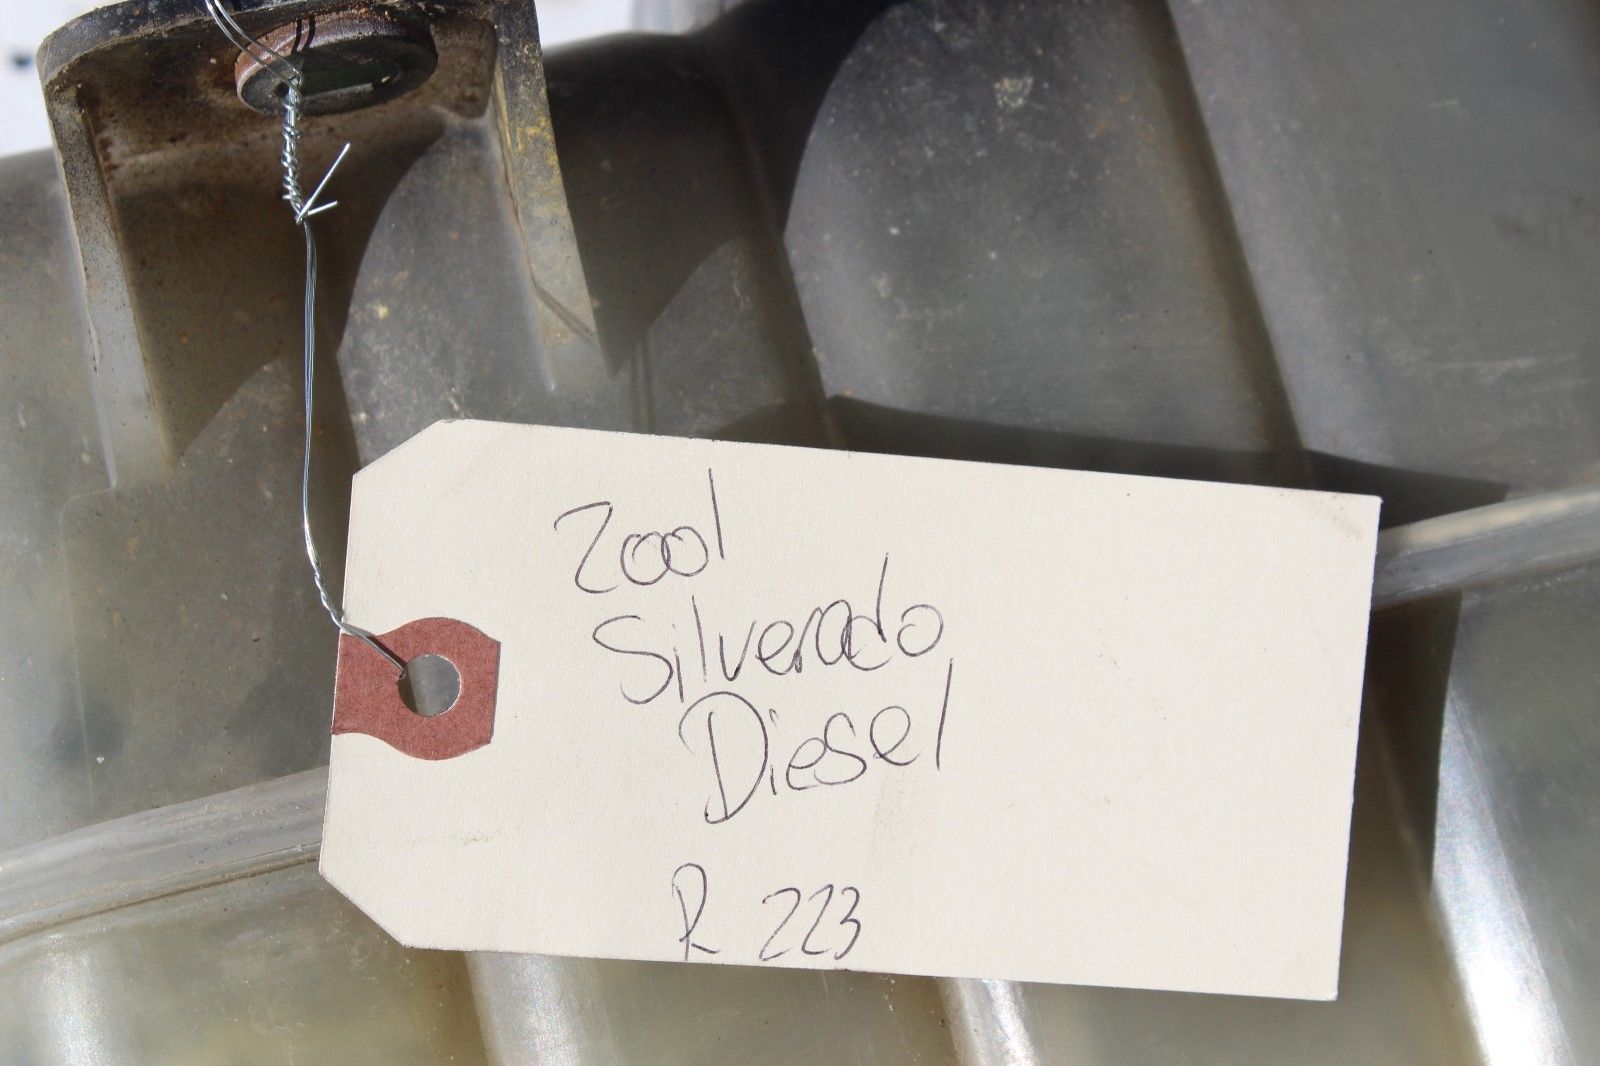 2001
Silverado
Diesel
R 223